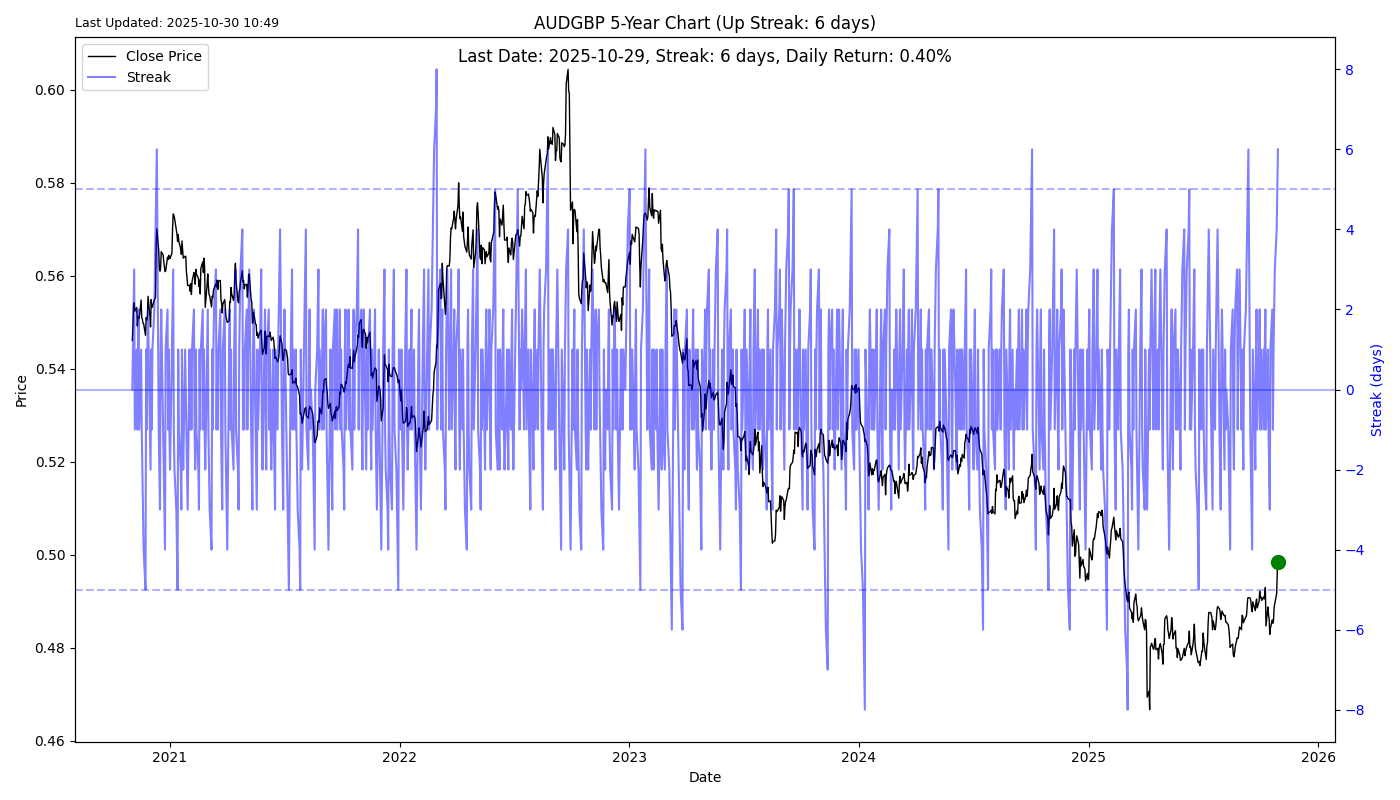 Last Updated: 2025-10-30 10:49
AUDGBP 5-Year Chart (Up Streak: 6 days)
Last Date: 2025-10-29, Streak: 6 days, Daily Return: 0.40%
Close Price
Streak
0.60
0.58
0.56
0.54
0.52
0.50
0.48
0.46
Price
8
6
4
2
0
−2
−4
−6
−8
Streak (days)
2021
2022
2023
2024
2025
2026
Date